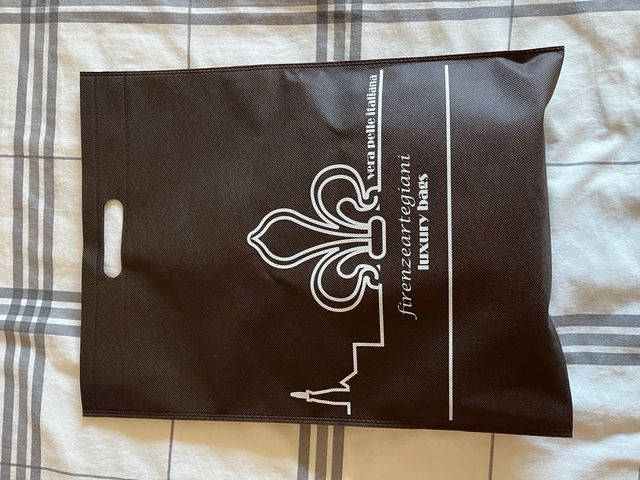 vera pelle italiana
firenzeartegiani
luxury bags